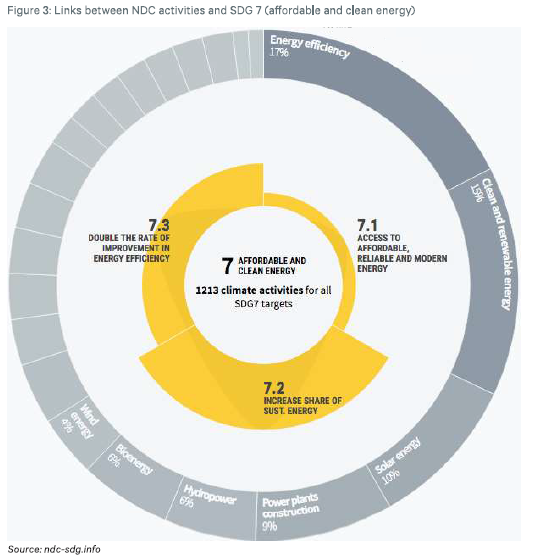 Figure 3: Links between NDC activities and SDG 7 (affordable and clean energy)
Energy efficiency
17%
Clean and renewable energy
15%
7.3
DOUBLE THE RATE OF
IMPROVEMENT IN
ENERGY EFFICIENCY
7.1
ACCESS TO
AFFORDABLE,
RELIABLE AND MODERN
ENERGY
7 AFFORDABLE AND
CLEAN ENERGY
1213 climate activities for all
SDG7 targets
7.2
INCREASE SHARE OF
SUST. ENERGY
Wind
energy
4%
Bioenergy
6%
Hydropower
6%
Power plants
construction
9%
Solar energy
10%
Source: ndc-sdg.info